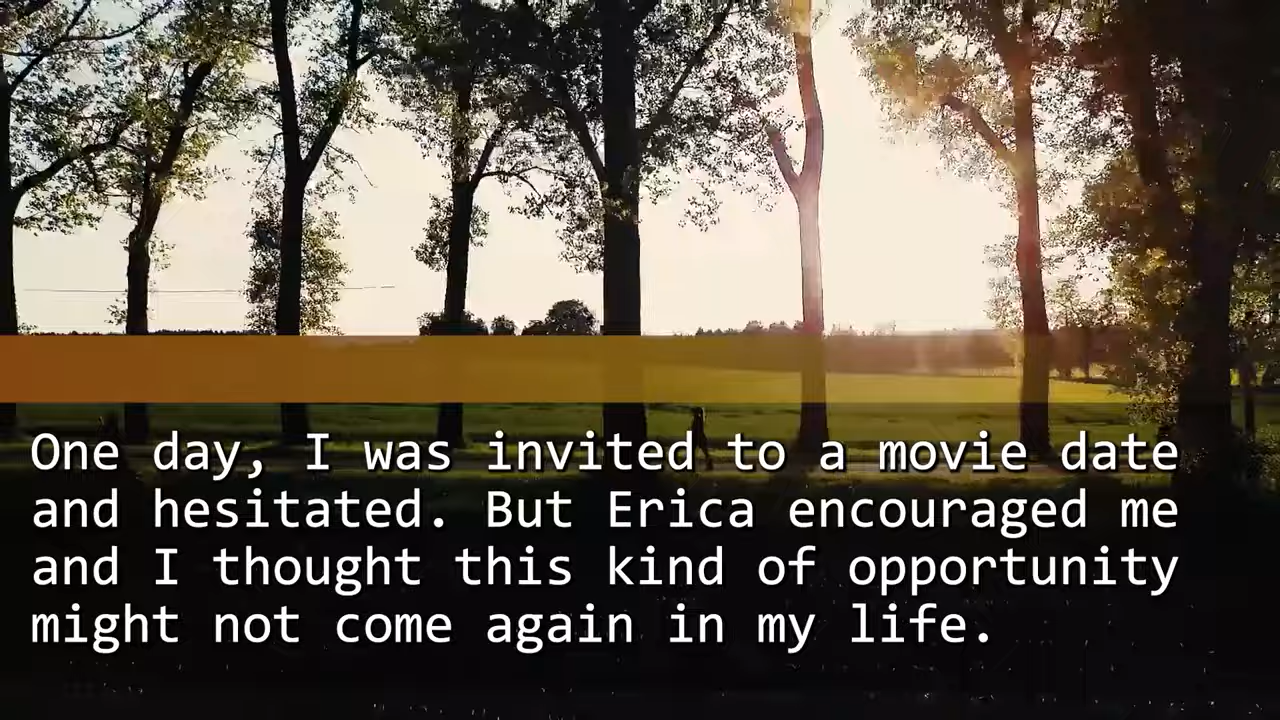 One day, I was invited to a movie date
and hesitated. But Erica encouraged me
and I thought this kind of opportunity
might not come again in my life.